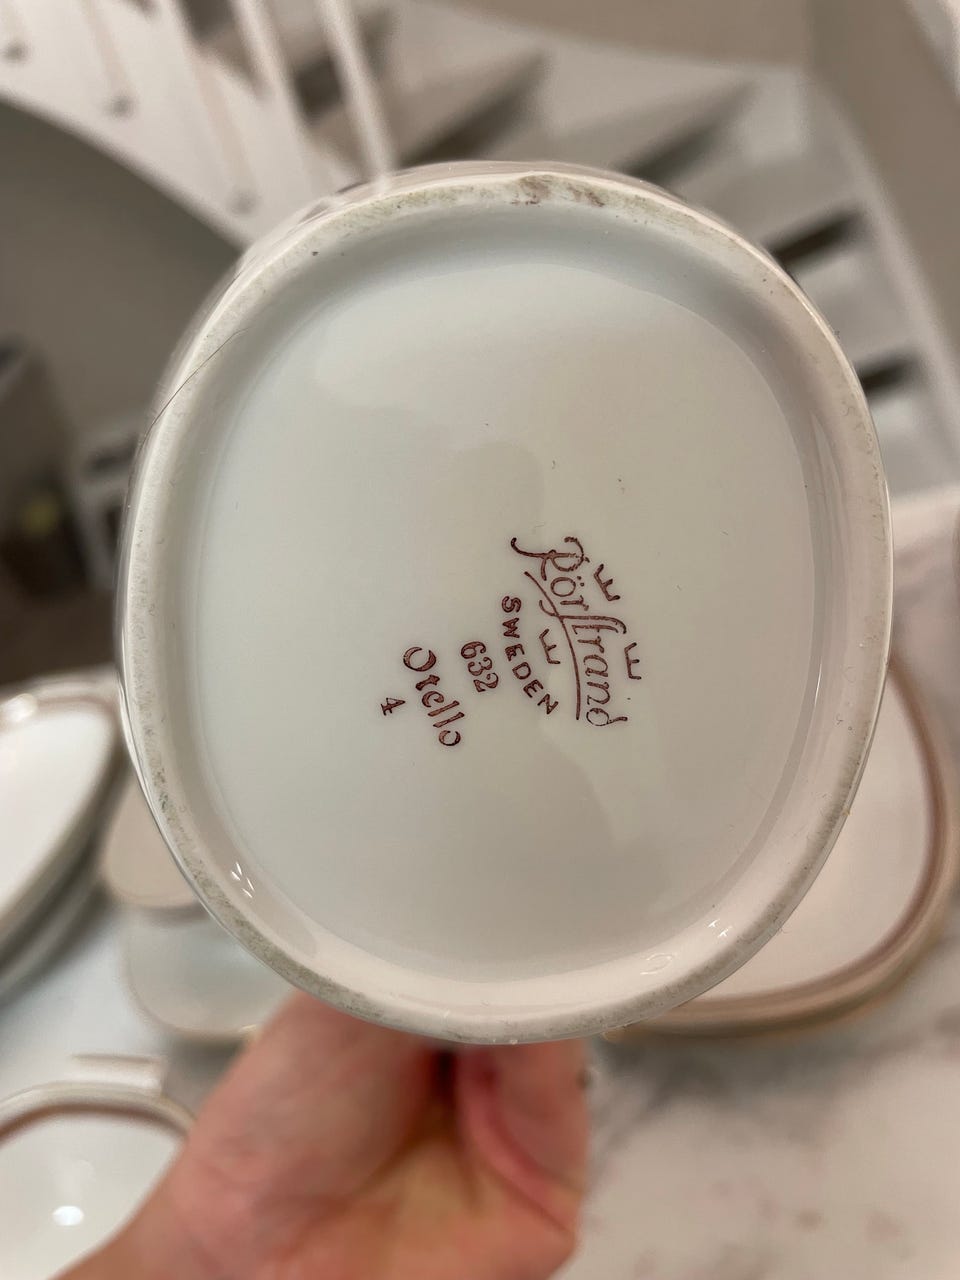 Rörstrand
SWEDEN
632
Otello
4